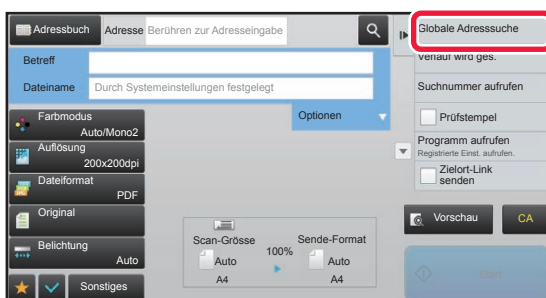 Adressbuch
Adresse Berühren zur Adresseingabe
Betreff
Dateiname Durch Systemeinstellungen festgelegt
Optionen
Farbmodus
Auto/Mono2
Auflösung
200x200dpi
Dateiformat
PDF
Original
Belichtung
Auto
Sonstiges
Scan-Grösse
Auto
A4
100%
Sende-Format
Auto
A4
Globale Adresssuche
Verlauf wird ges.
Suchnummer aufrufen
Prüfstempel
Programm aufrufen
Registrierte Einst. aufrufen.
Zielort-Link
senden
Vorschau
CA
Start